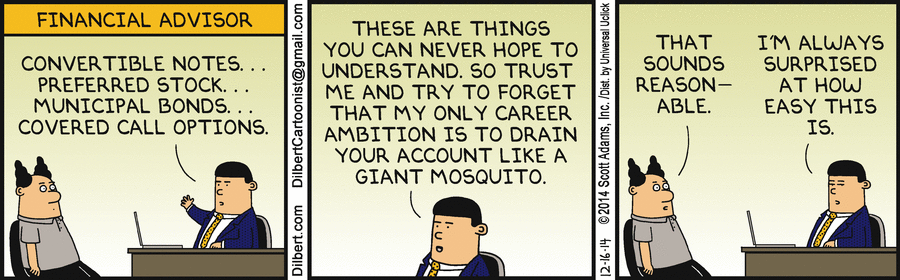 FINANCIAL ADVISOR
CONVERTIBLE NOTES...
PREFERRED STOCK...
MUNICIPAL BONDS...
COVERED CALL OPTIONS.
Dilbert.com DilbertCartoonist@gmail.com
THESE ARE THINGS
YOU CAN NEVER HOPE TO
UNDERSTAND. SO TRUST
ME AND TRY TO FORGET
THAT MY ONLY CAREER
AMBITION IS TO DRAIN
YOUR ACCOUNT LIKE A
GIANT MOSQUITO.
12-16-14 © 2014 Scott Adams, Inc. /Dist. by Universal Uclick
THAT
SOUNDS
REASON-
ABLE.
I'M ALWAYS
SURPRISED
AT HOW
EASY THIS
IS.